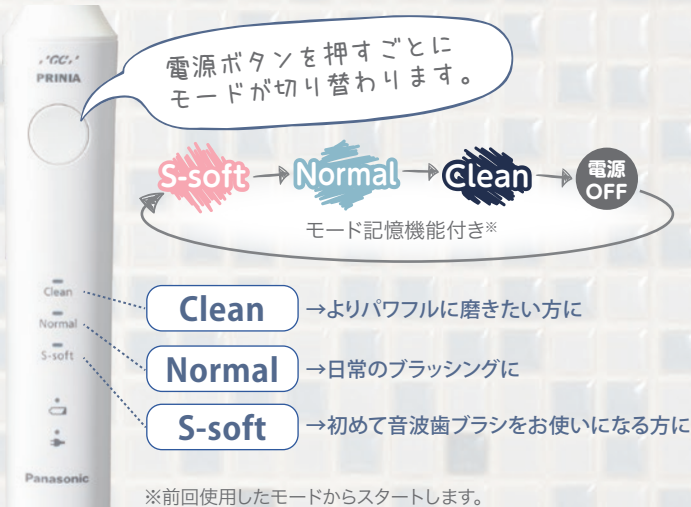 GC
PRINIA
電源ボタンを押すごとに
モードが切り替わります。
S-soft Normal Clean 電源
OFF
モード記憶機能付き※
Clean
Normal
S-soft
Clean →よりパワフルに磨きたい方に
Normal →日常のブラッシングに
S-soft →初めて音波歯ブラシをお使いになる方に
Panasonic
※前回使用したモードからスタートします。